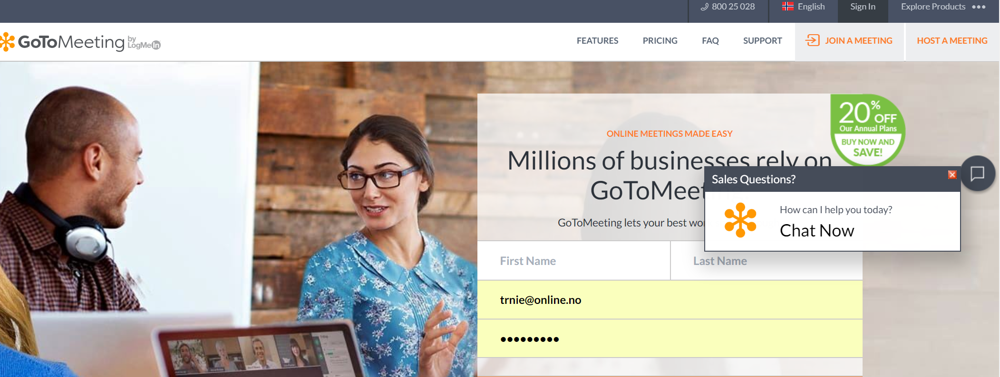 800 25 028
English
Sign In
Explore Products
GoToMeeting by LogMeIn
FEATURES
PRICING
FAQ
SUPPORT
JOIN A MEETING
HOST A MEETING
20% OFF
Our Annual Plans
BUY NOW AND
SAVE!
ONLINE MEETINGS MADE EASY
Millions of businesses rely on
GoToMeet
GoToMeeting lets your best
Sales Questions?
How can I help you today?
Chat Now
First Name
Last Name
trnie@online.no